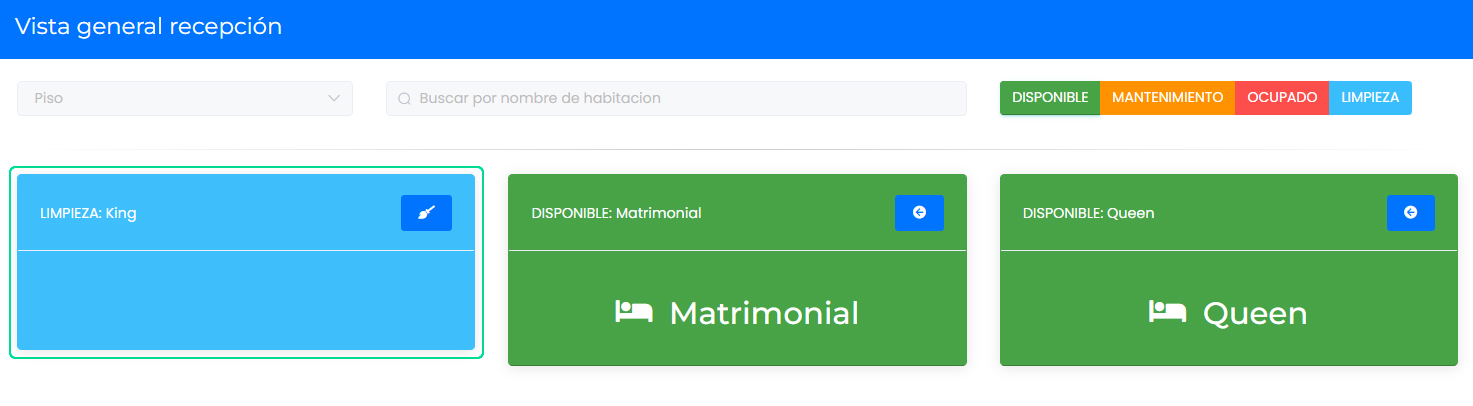 Vista general recepción
Piso
Buscar por nombre de habitacion
DISPONIBLE MANTENIMIENTO OCUPADO LIMPIEZA
LIMPIEZA: King
DISPONIBLE: Matrimonial
DISPONIBLE: Queen
Matrimonial
Queen